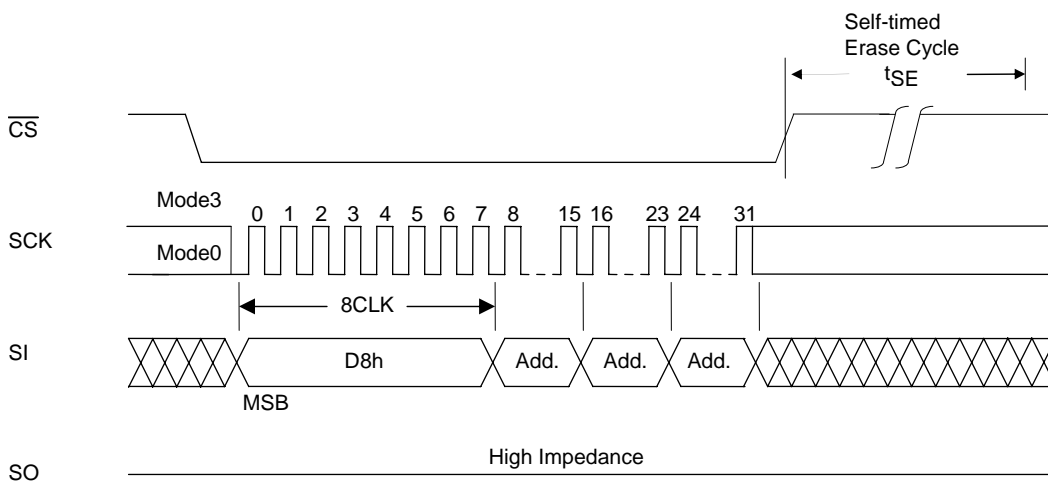 Self-timed
Erase Cycle
tSE
CS
Mode3
0 1 2 3 4 5 6 7 8 15 16 23 24 31
SCK
Mode0
8CLK
SI
D8h Add. Add. Add.
MSB
High Impedance
SO